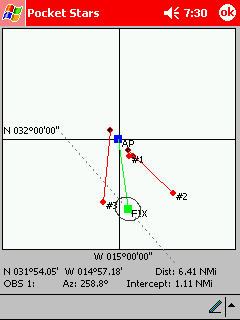 Pocket Stars 7:30 ok
AP
N 032°00'00"
#1
#2
#3
FIX
W 015°00'00"
N 031°54.05' W 014°57.18' Dist: 6.41 NMi
OBS 1: Az: 258.8° Intercept: 1.11 NMi